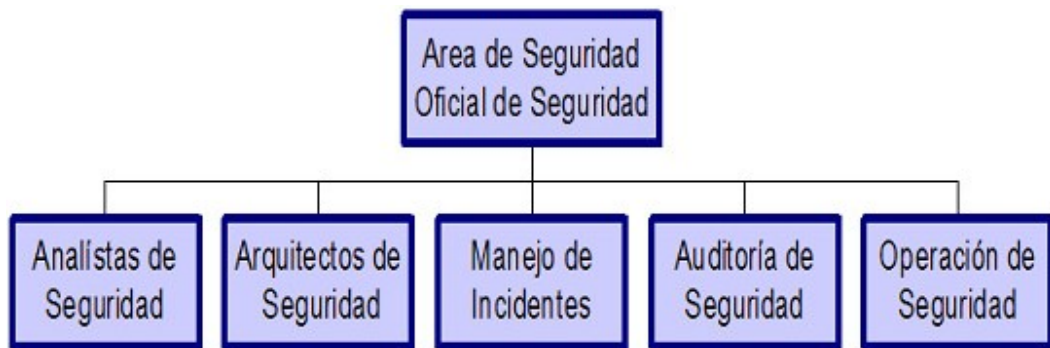 Area de Seguridad
Oficial de Seguridad
Analístas de
Seguridad
Arquitectos de
Seguridad
Manejo de
Incidentes
Auditoría de
Seguridad
Operación de
Seguridad